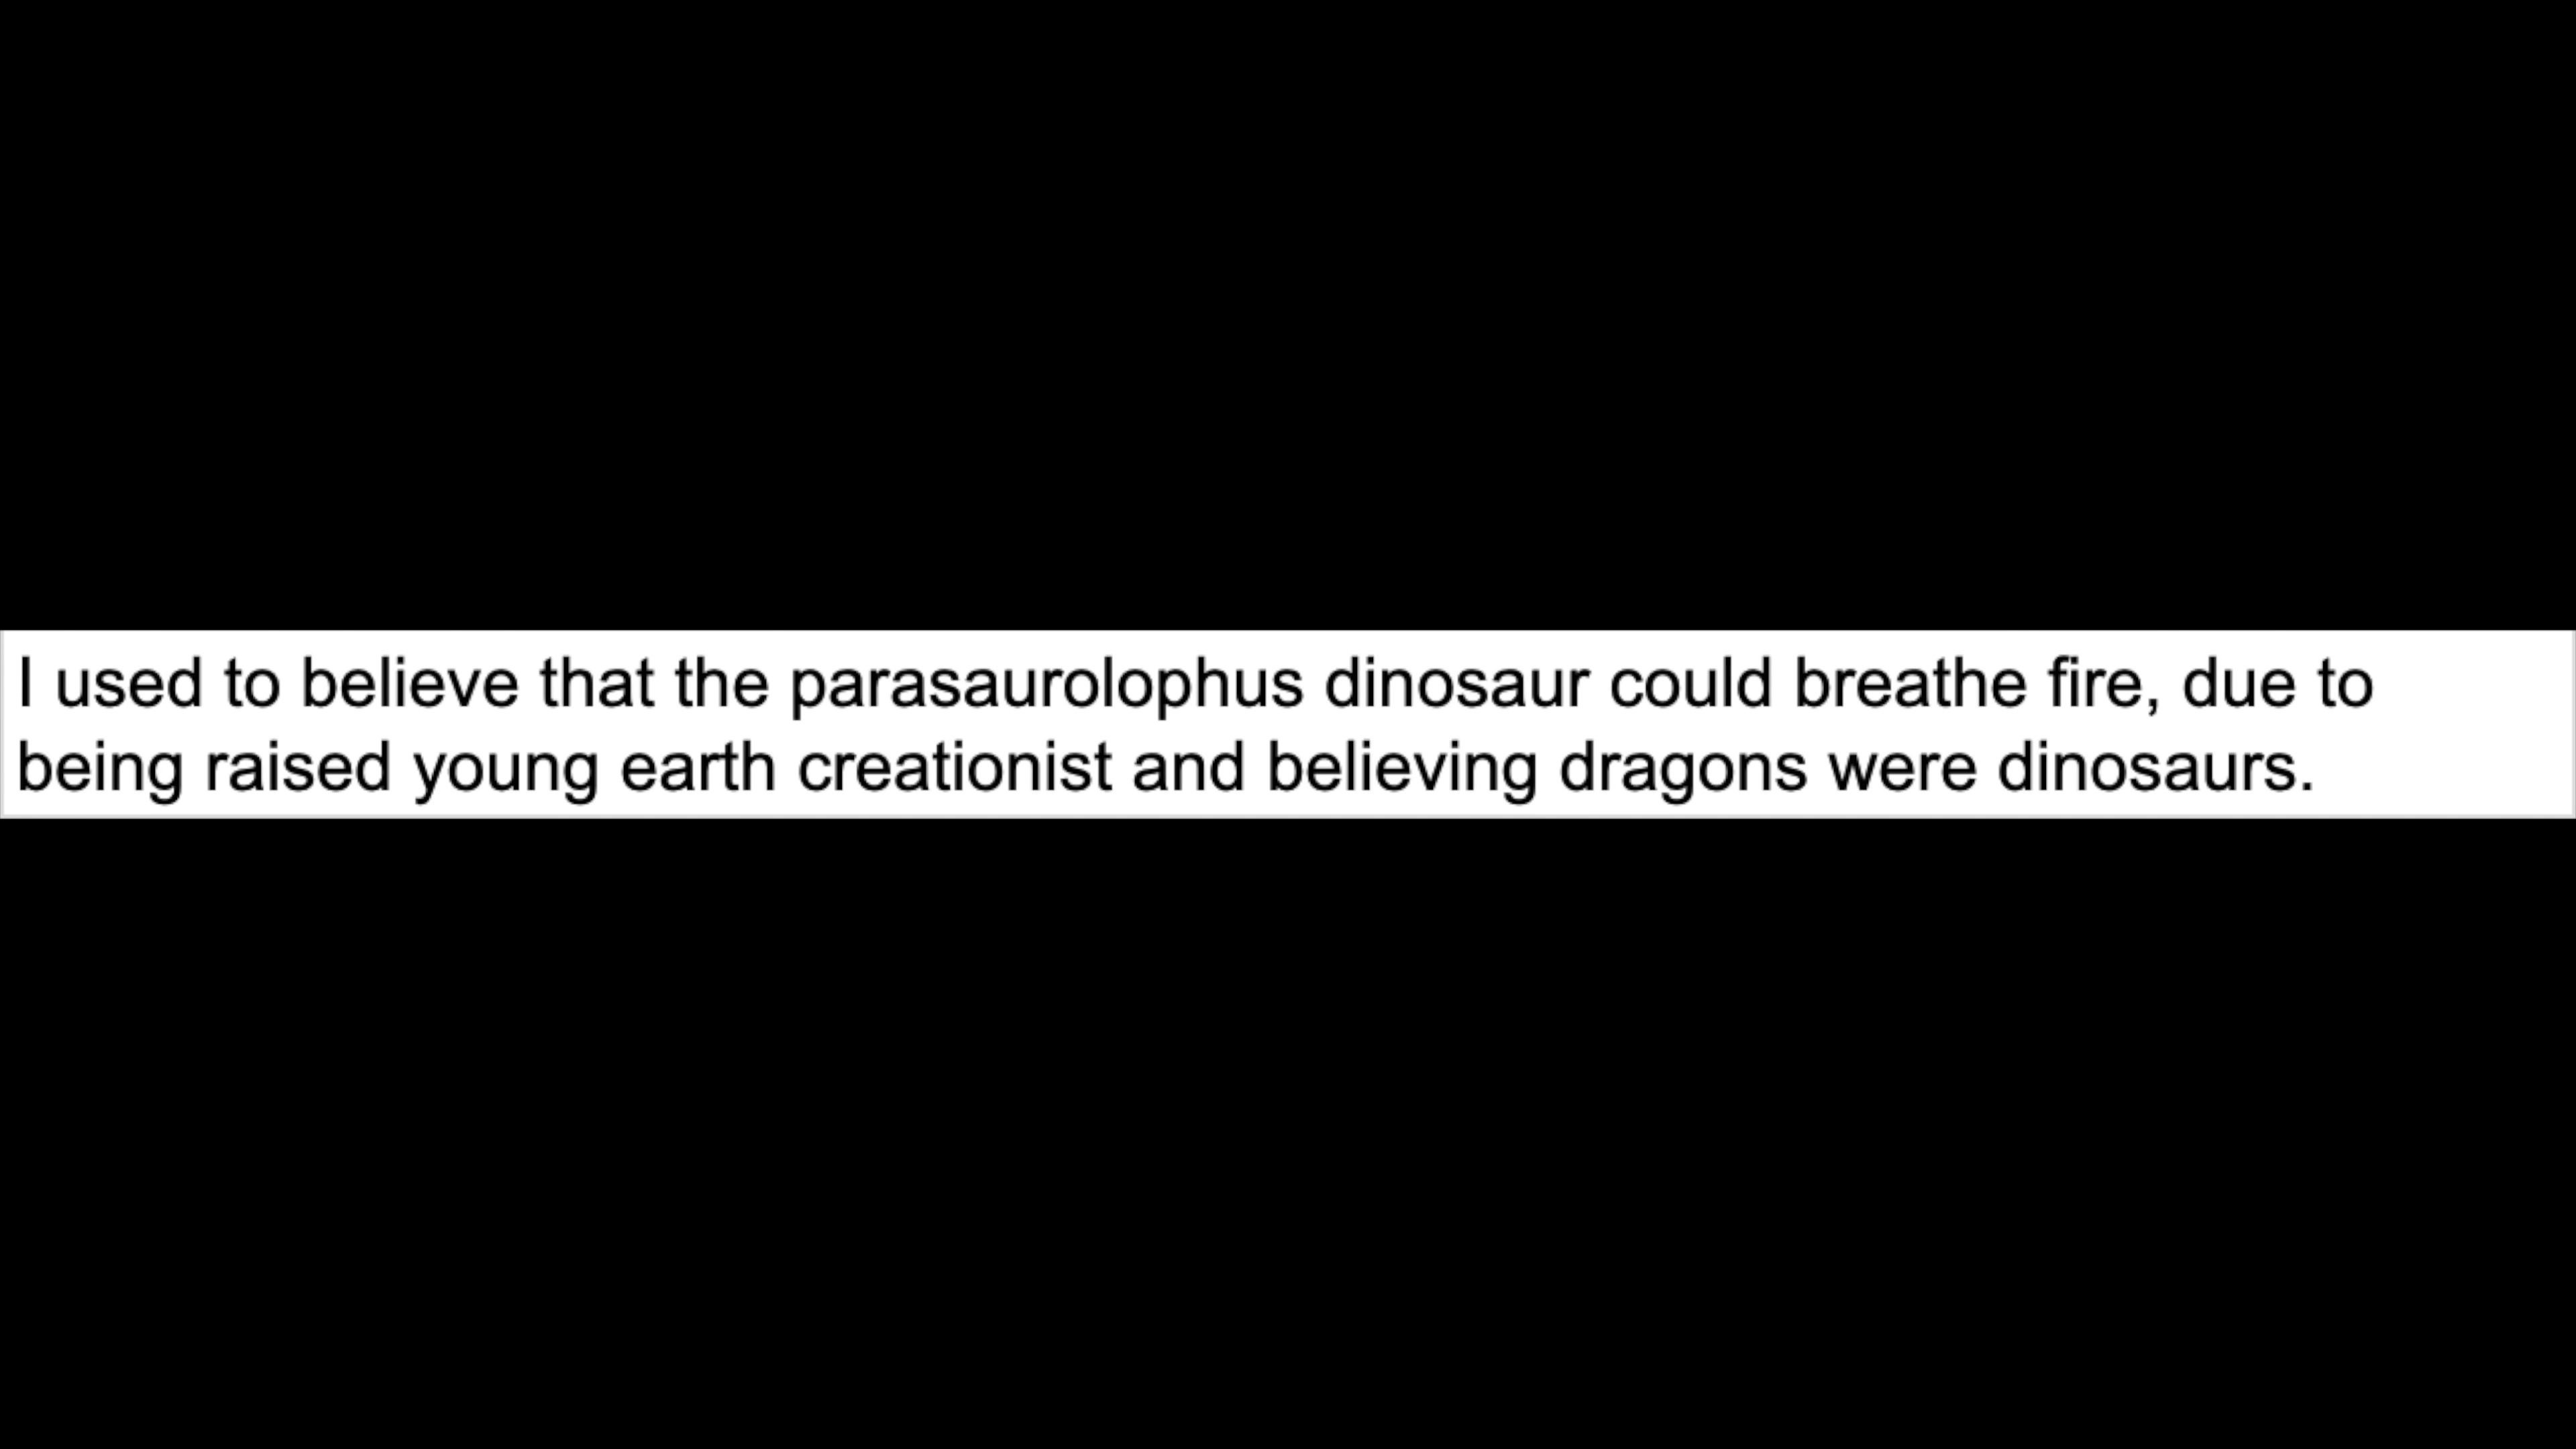 I used to believe that the parasaurolophus dinosaur could breathe fire, due to
being raised young earth creationist and believing dragons were dinosaurs.